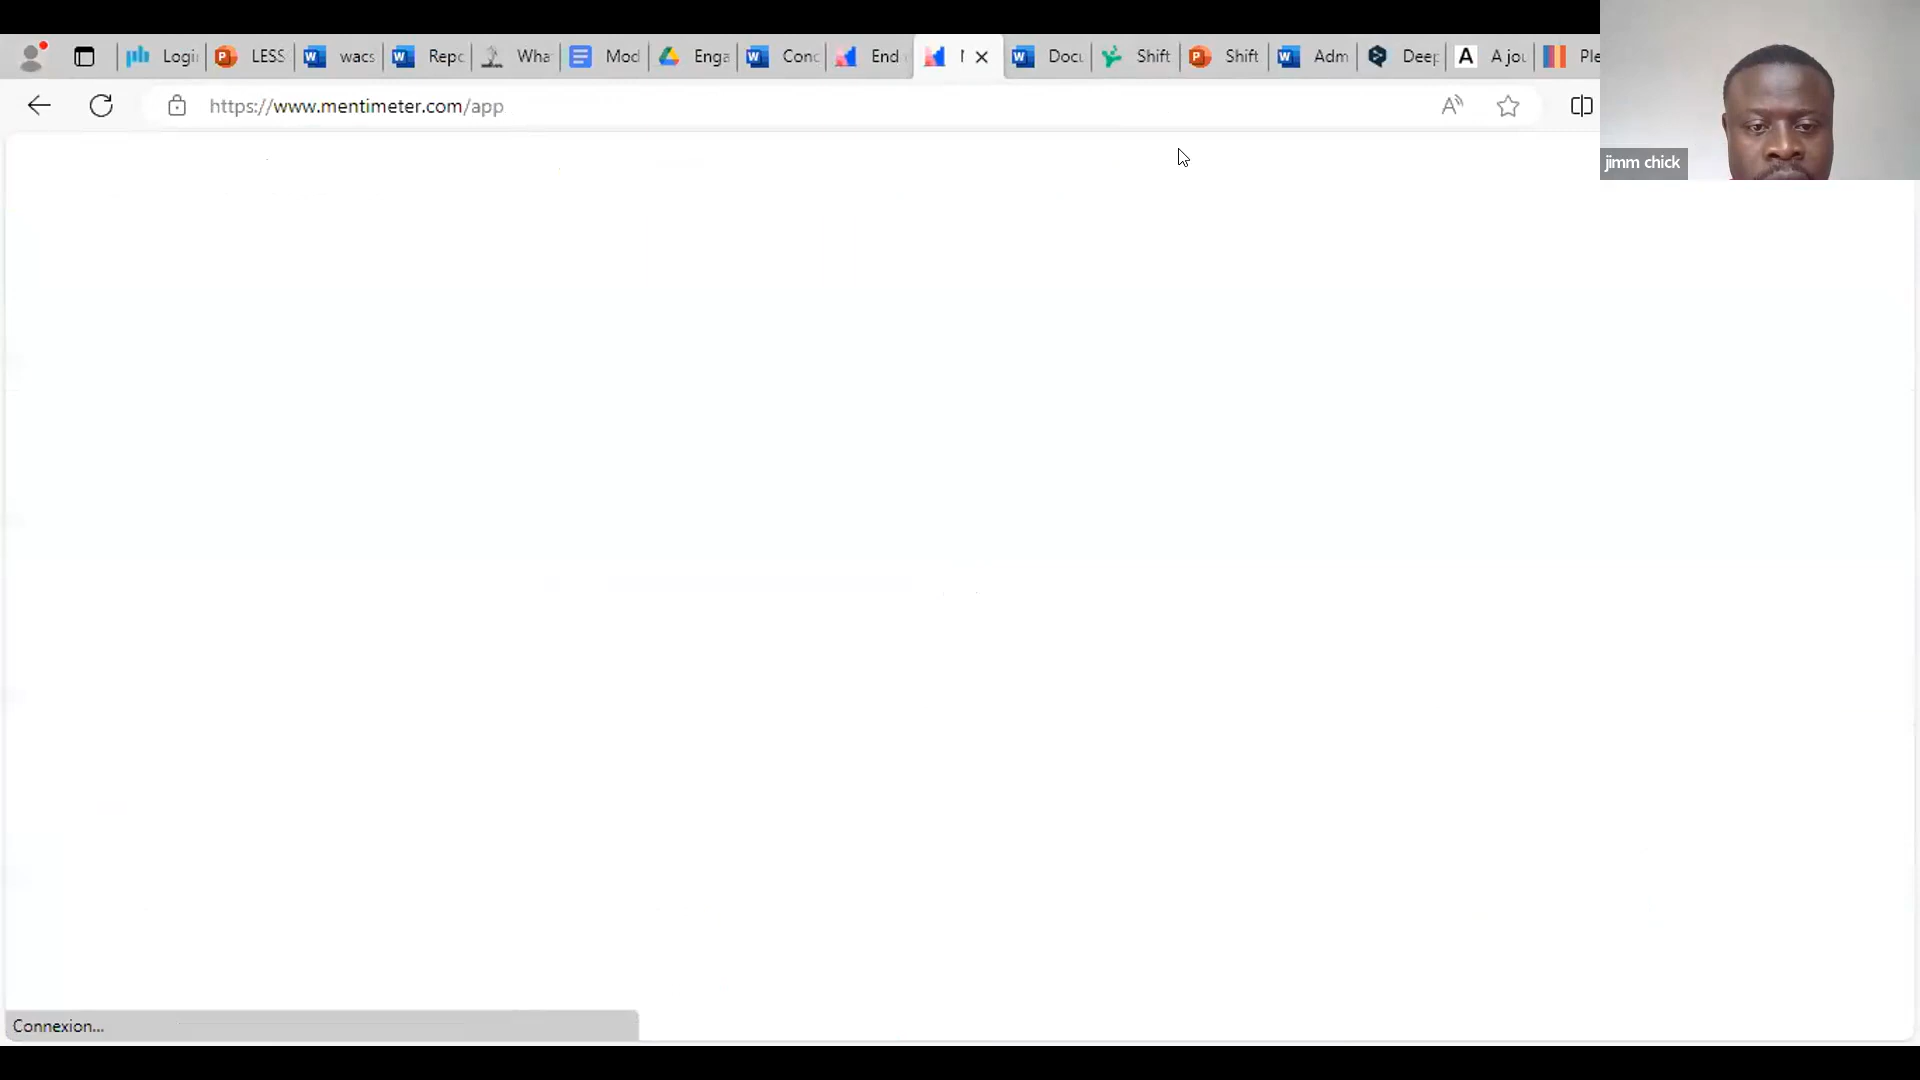 Logi
LESS
wacs
Repo
Wha
Mod
Enga
Conc
End
Docu
Shift
Shift
Adm
Deep
A jou
Ple
https://www.mentimeter.com/app
jimm chick
Connexion...